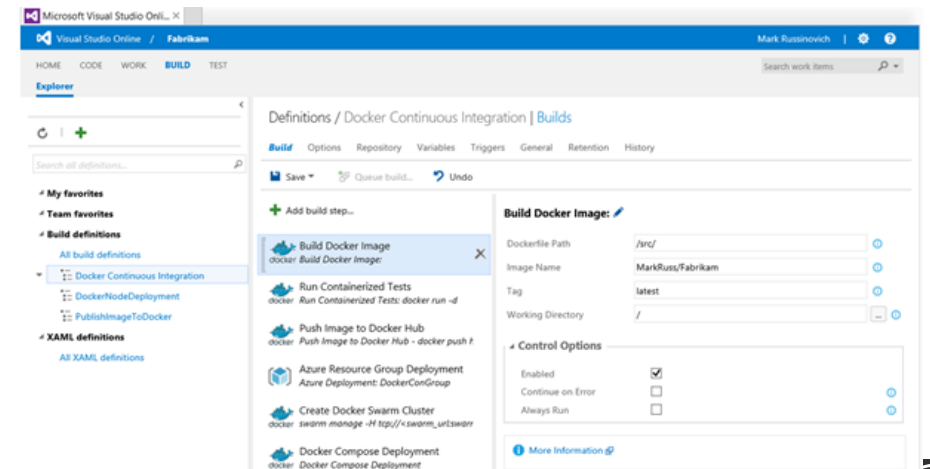 Microsoft Visual Studio Onli...
Visual Studio Online / Fabrikam
Mark Russinovich |
HOME CODE WORK BUILD TEST
Search work items
Explorer
Definitions / Docker Continuous Integration | Builds
Build Options Repository Variables Triggers General Retention History
Search all definitions...
Save Queue build... Undo
My favorites
Team favorites
Build definitions
All build definitions
Docker Continuous Integration
DockerNodeDeployment
PublishImageToDocker
XAML definitions
All XAML definitions
Add build step...
Build Docker Image
docker Build Docker Image:
Run Containerized Tests
docker Run Containerized Tests: docker run -d
Push Image to Docker Hub
docker Push Image to Docker Hub - docker push h
Azure Resource Group Deployment
Azure Deployment: DockerConGroup
Create Docker Swarm Cluster
docker swarm manage -H tcp://<swarm_url:swarr
Docker Compose Deployment
docker Docker Compose Deployment
Build Docker Image:
Dockerfile Path /src/
Image Name MarkRuss/Fabrikam
Tag latest
Working Directory / ...
Control Options
Enabled
Continue on Error
Always Run
More Information